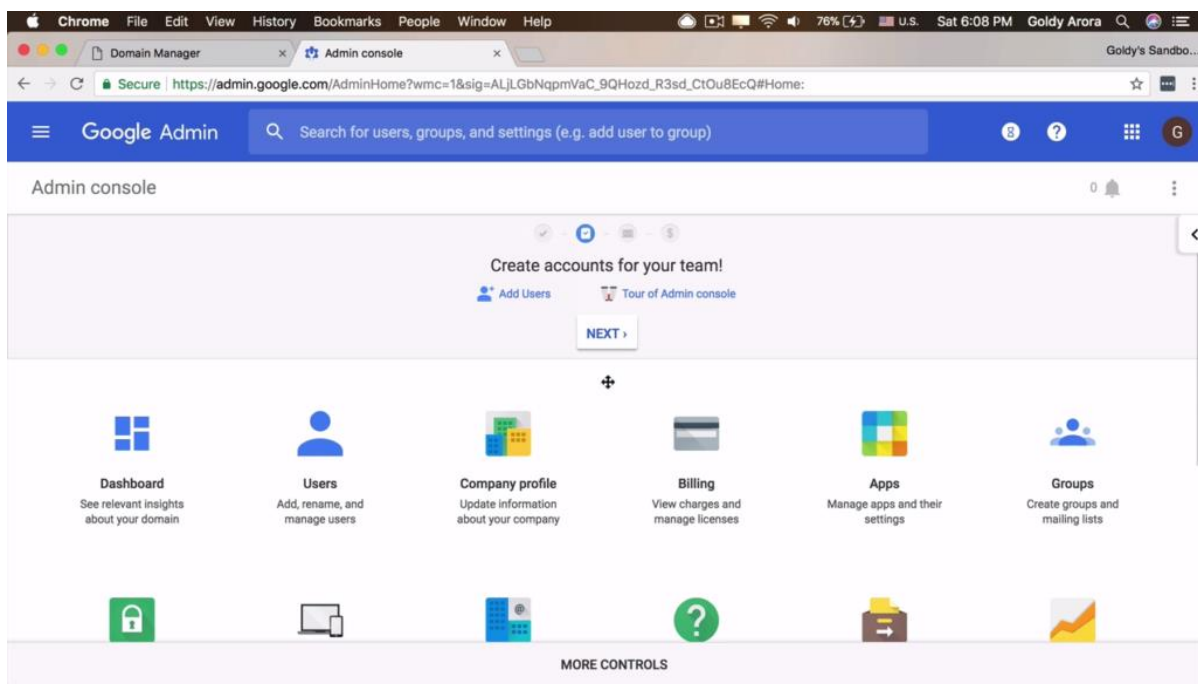 Chrome File Edit View History Bookmarks People Window Help 76% U.S. Sat 6:08 PM Goldy Arora
Domain Manager × Admin console × Goldy's Sandbo...
Secure https://admin.google.com/AdminHome?wmc=1&sig=ALjLGbNqpmVaC_9QHozd_R3sd_CtOu8EcQ#Home:
Google Admin Search for users, groups, and settings (e.g. add user to group) 8 ? G
Admin console 0
$
Create accounts for your team!
Add Users Tour of Admin console
NEXT ›
Dashboard Users Company profile Billing Apps Groups
See relevant insights Add, rename, and Update information View charges and Manage apps and their Create groups and
about your domain manage users about your company manage licenses settings mailing lists
@ ?
MORE CONTROLS